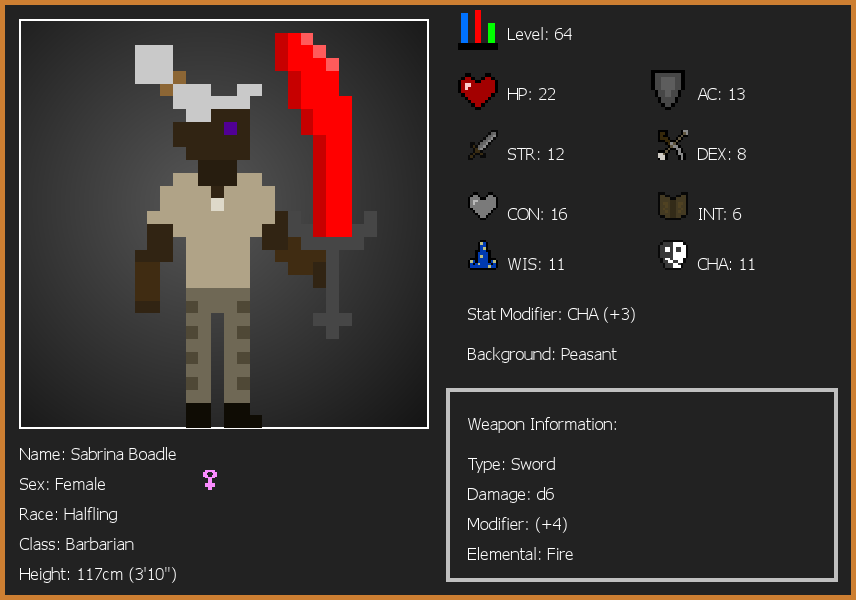 Level: 64
HP: 22
AC: 13
STR: 12
DEX: 8
CON: 16
INT: 6
WIS: 11
CHA: 11
Stat Modifier: CHA (+3)
Background: Peasant
Weapon Information:
Type: Sword
Damage: d6
Modifier: (+4)
Elemental: Fire
Name: Sabrina Boadle
Sex: Female
Race: Halfling
Class: Barbarian
Height: 117cm (3'10")